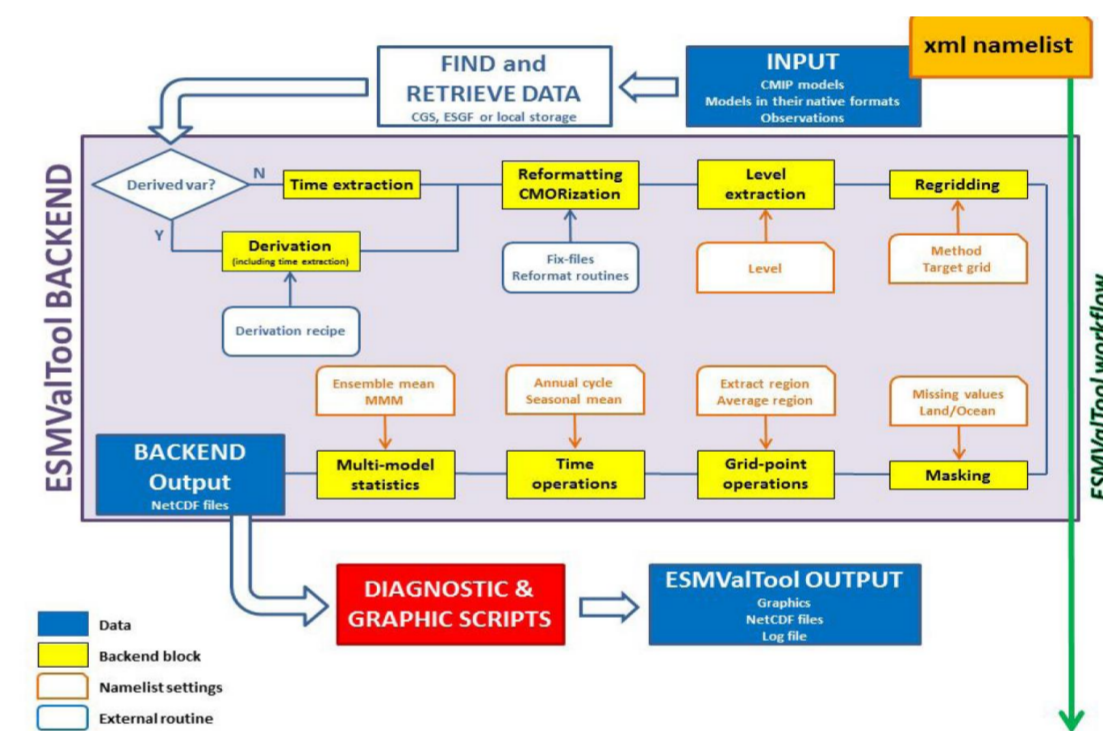 xml namelist
INPUT
CMIP models
Models in their native formats
Observations
FIND and
RETRIEVE DATA
CGS, ESGF or local storage
ESMValTool BACKEND
Derived var?
N
Y
Time extraction
Derivation
(including time extraction)
Derivation recipe
Reformatting
CMORization
Fix-files
Reformat routines
Level
extraction
Level
Regridding
Method
Target grid
Missing values
Land/Ocean
Masking
Extract region
Average region
Grid-point
operations
Annual cycle
Seasonal mean
Time
operations
Ensemble mean
MMM
Multi-model
statistics
BACKEND
Output
NetCDF files
DIAGNOSTIC &
GRAPHIC SCRIPTS
ESMValTool OUTPUT
Graphics
NetCDF files
Log file
ESMValTool workflow
Data
Backend block
Namelist settings
External routine